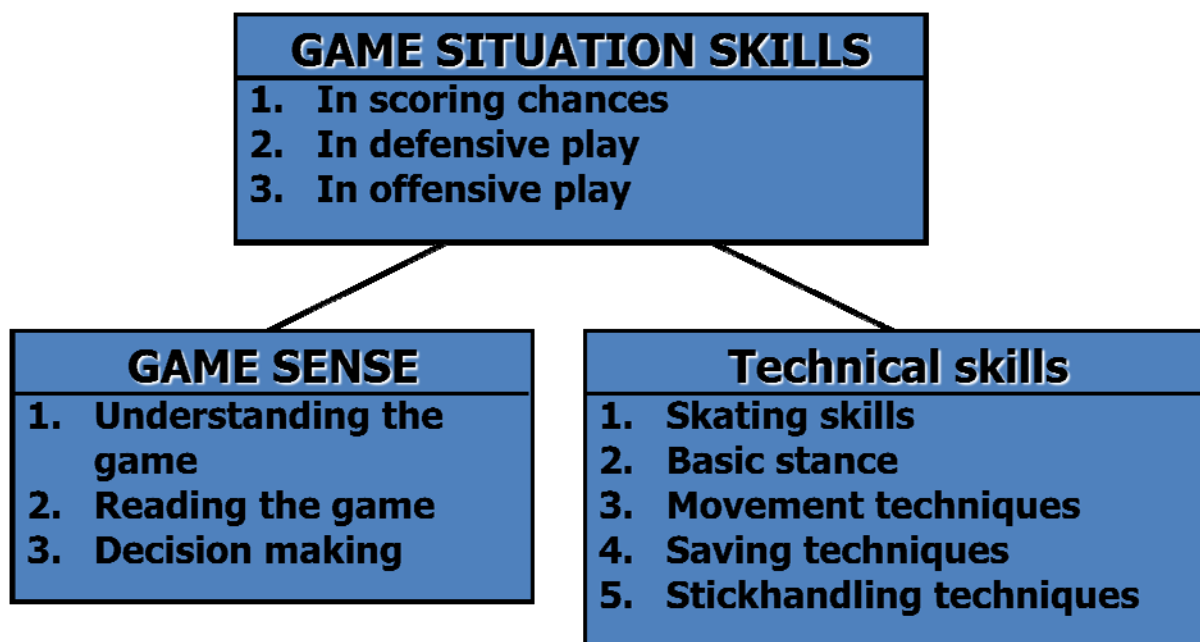 GAME SITUATION SKILLS
1. In scoring chances
2. In defensive play
3. In offensive play
GAME SENSE
1. Understanding the
game
2. Reading the game
3. Decision making
Technical skills
1. Skating skills
2. Basic stance
3. Movement techniques
4. Saving techniques
5. Stickhandling techniques